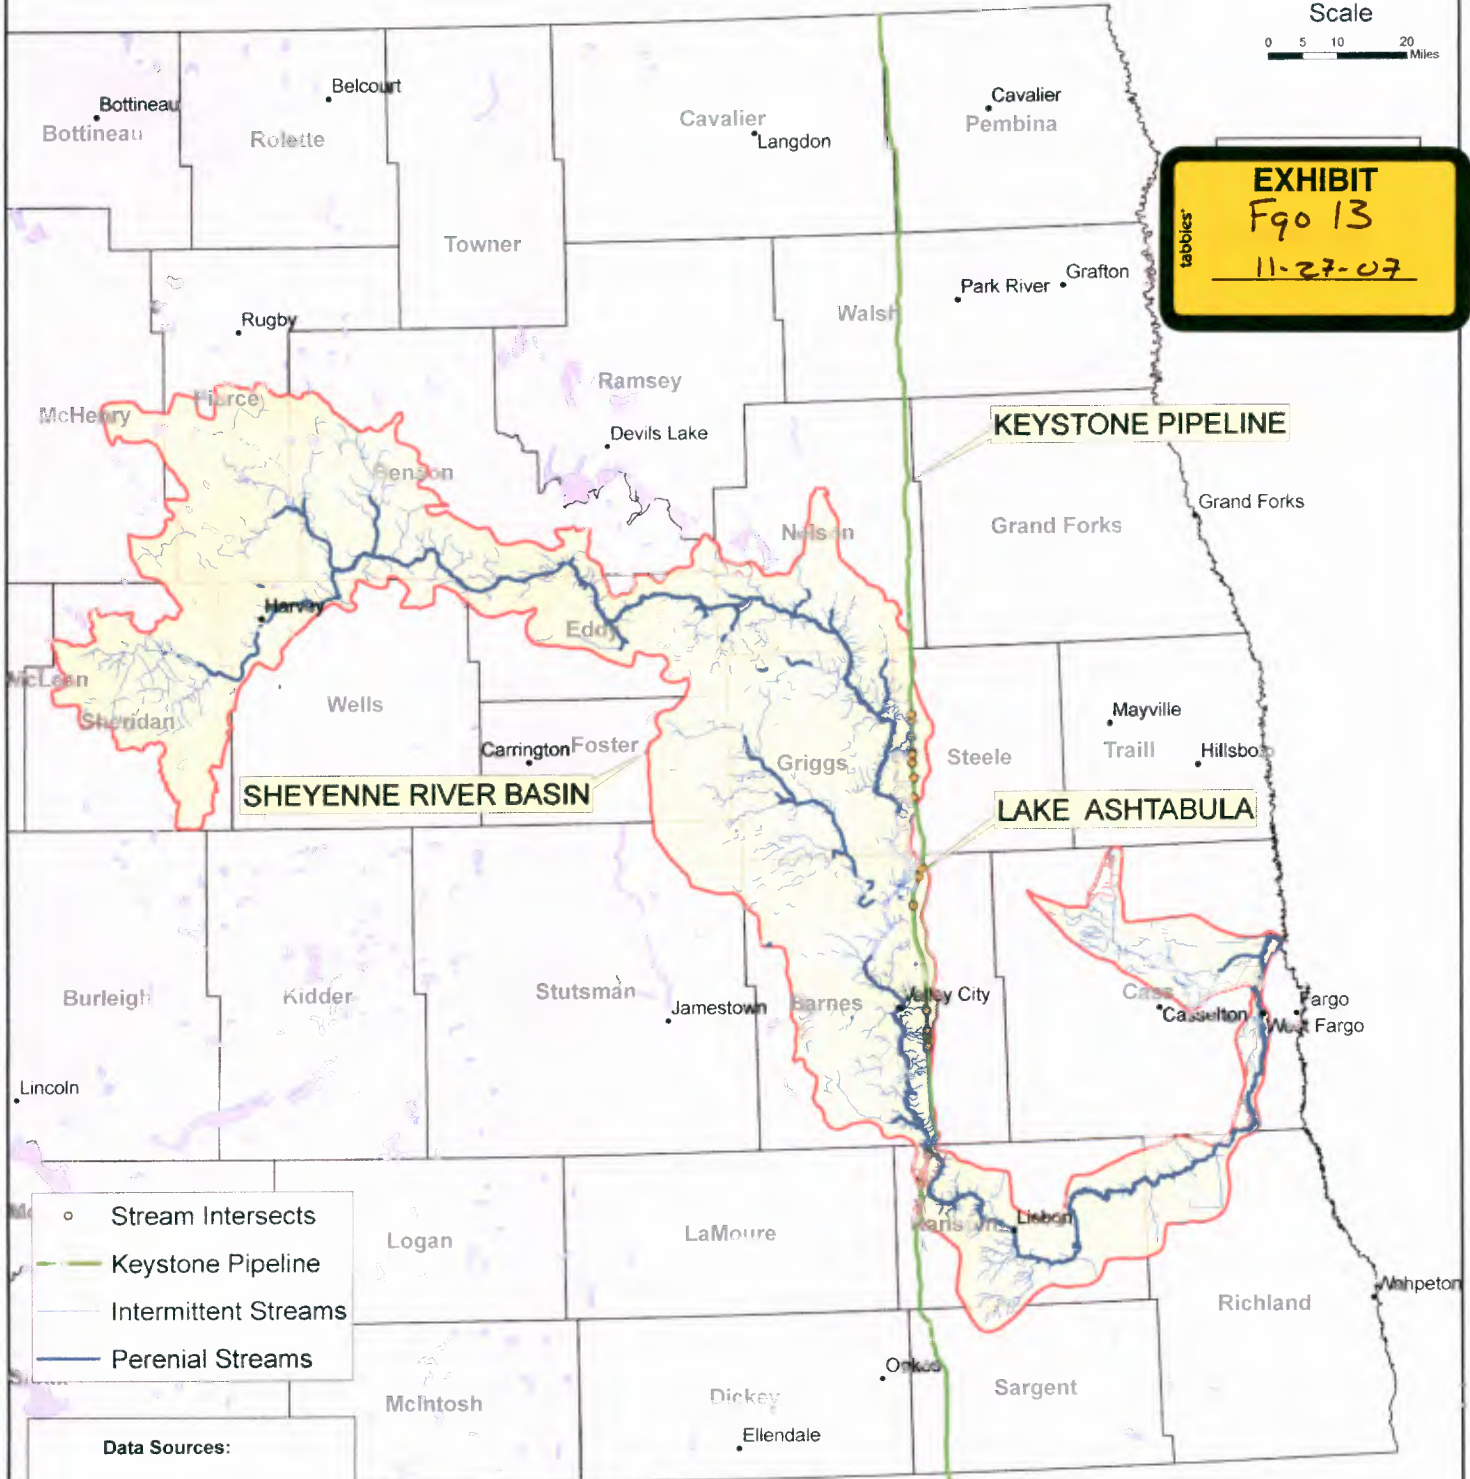 Scale
0 5 10 20
Miles
EXHIBIT
Fgo 13
11-27-07
tabbies®
Bottineau
Bottineau
Belcourt
Rolette
Towner
Cavalier
Langdon
Cavalier
Pembina
Rugby
Pierce
McHenry
Benson
Ramsey
Devils Lake
Walsh
Park River
Grafton
KEYSTONE PIPELINE
Nelson
Grand Forks
Grand Forks
Harvey
Eddy
McLean
Sheridan
Wells
Carrington
Foster
Griggs
Steele
Mayville
Traill
Hillsboro
SHEYENNE RIVER BASIN
LAKE ASHTABULA
Burleigh
Kidder
Stutsman
Jamestown
Barnes
Valley City
Cass
Casselton
Fargo
West Fargo
Lincoln
Logan
LaMoure
Ransom
Lisbon
Richland
Wahpeton
McIntosh
Dickey
Ellendale
Oakes
Sargent
Stream Intersects
Keystone Pipeline
Intermittent Streams
Perenial Streams
Data Sources: